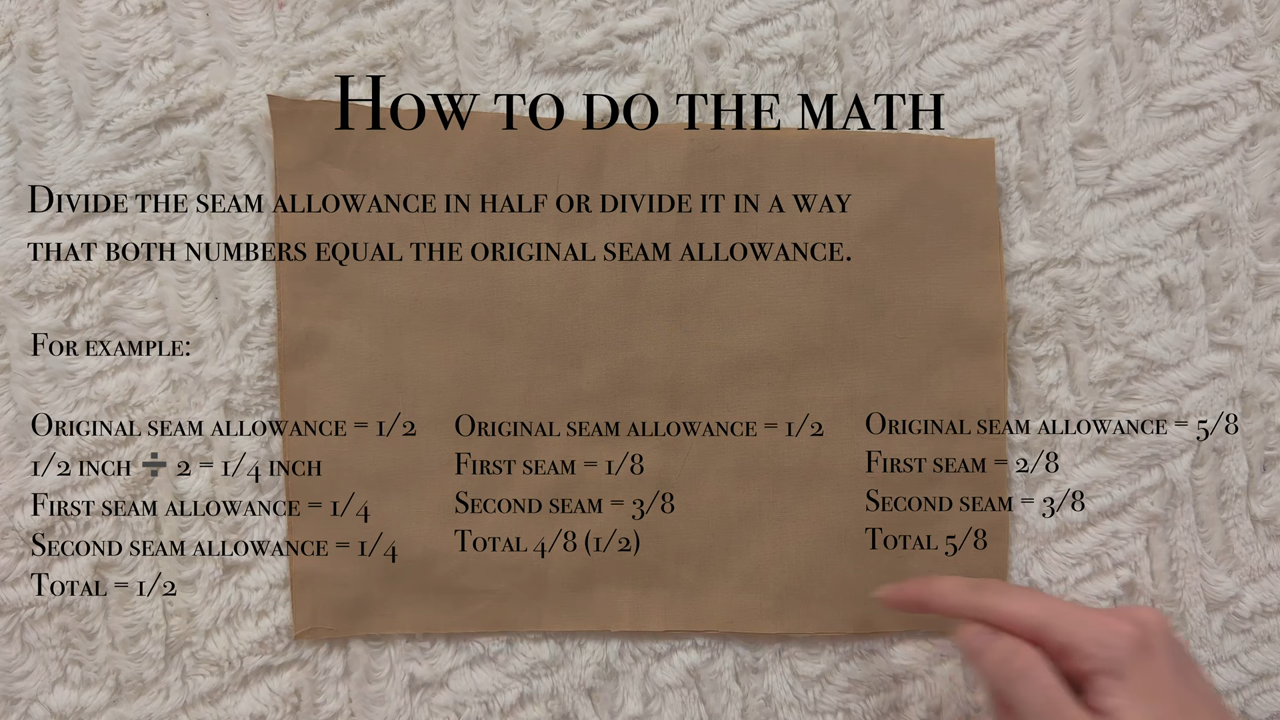 How to do the math
Divide the seam allowance in half or divide it in a way
that both numbers equal the original seam allowance.
For example:
Original seam allowance = 1/2
1/2 inch ➗ 2 = 1/4 inch
First seam allowance = 1/4
Second seam allowance = 1/4
Total = 1/2
Original seam allowance = 1/2
First seam = 1/8
Second seam = 3/8
Total 4/8 (1/2)
Original seam allowance = 5/8
First seam = 2/8
Second seam = 3/8
Total 5/8